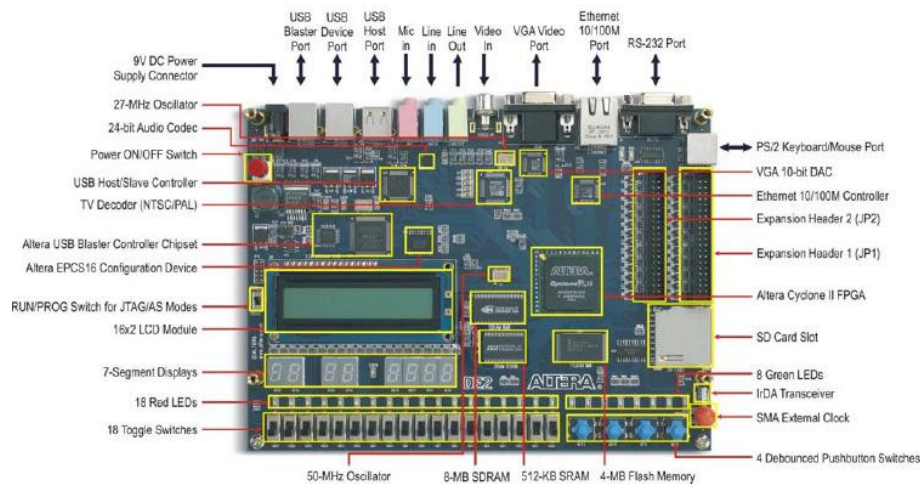 USB
Blaster
Port
USB
Device
Port
USB
Host
Port
Mic
in
Line
in
Line
Out
Video
In
VGA Video
Port
Ethernet
10/100M
Port
RS-232 Port
9V DC Power
Supply Connector
27-MHz Oscillator
24-bit Audio Codec
Power ON/OFF Switch
USB Host/Slave Controller
TV Decoder (NTSC/PAL)
Altera USB Blaster Controller Chipset
Altera EPCS16 Configuration Device
RUN/PROG Switch for JTAG/AS Modes
16x2 LCD Module
7-Segment Displays
18 Red LEDs
18 Toggle Switches
PS/2 Keyboard/Mouse Port
VGA 10-bit DAC
Ethernet 10/100M Controller
Expansion Header 2 (JP2)
Expansion Header 1 (JP1)
Altera Cyclone II FPGA
SD Card Slot
8 Green LEDs
IrDA Transceiver
SMA External Clock
4 Debounced Pushbutton Switches
ALTERA
Cyclone II
DE2
ALTERA
50-MHz Oscillator
8-MB SDRAM
512-KB SRAM
4-MB Flash Memory